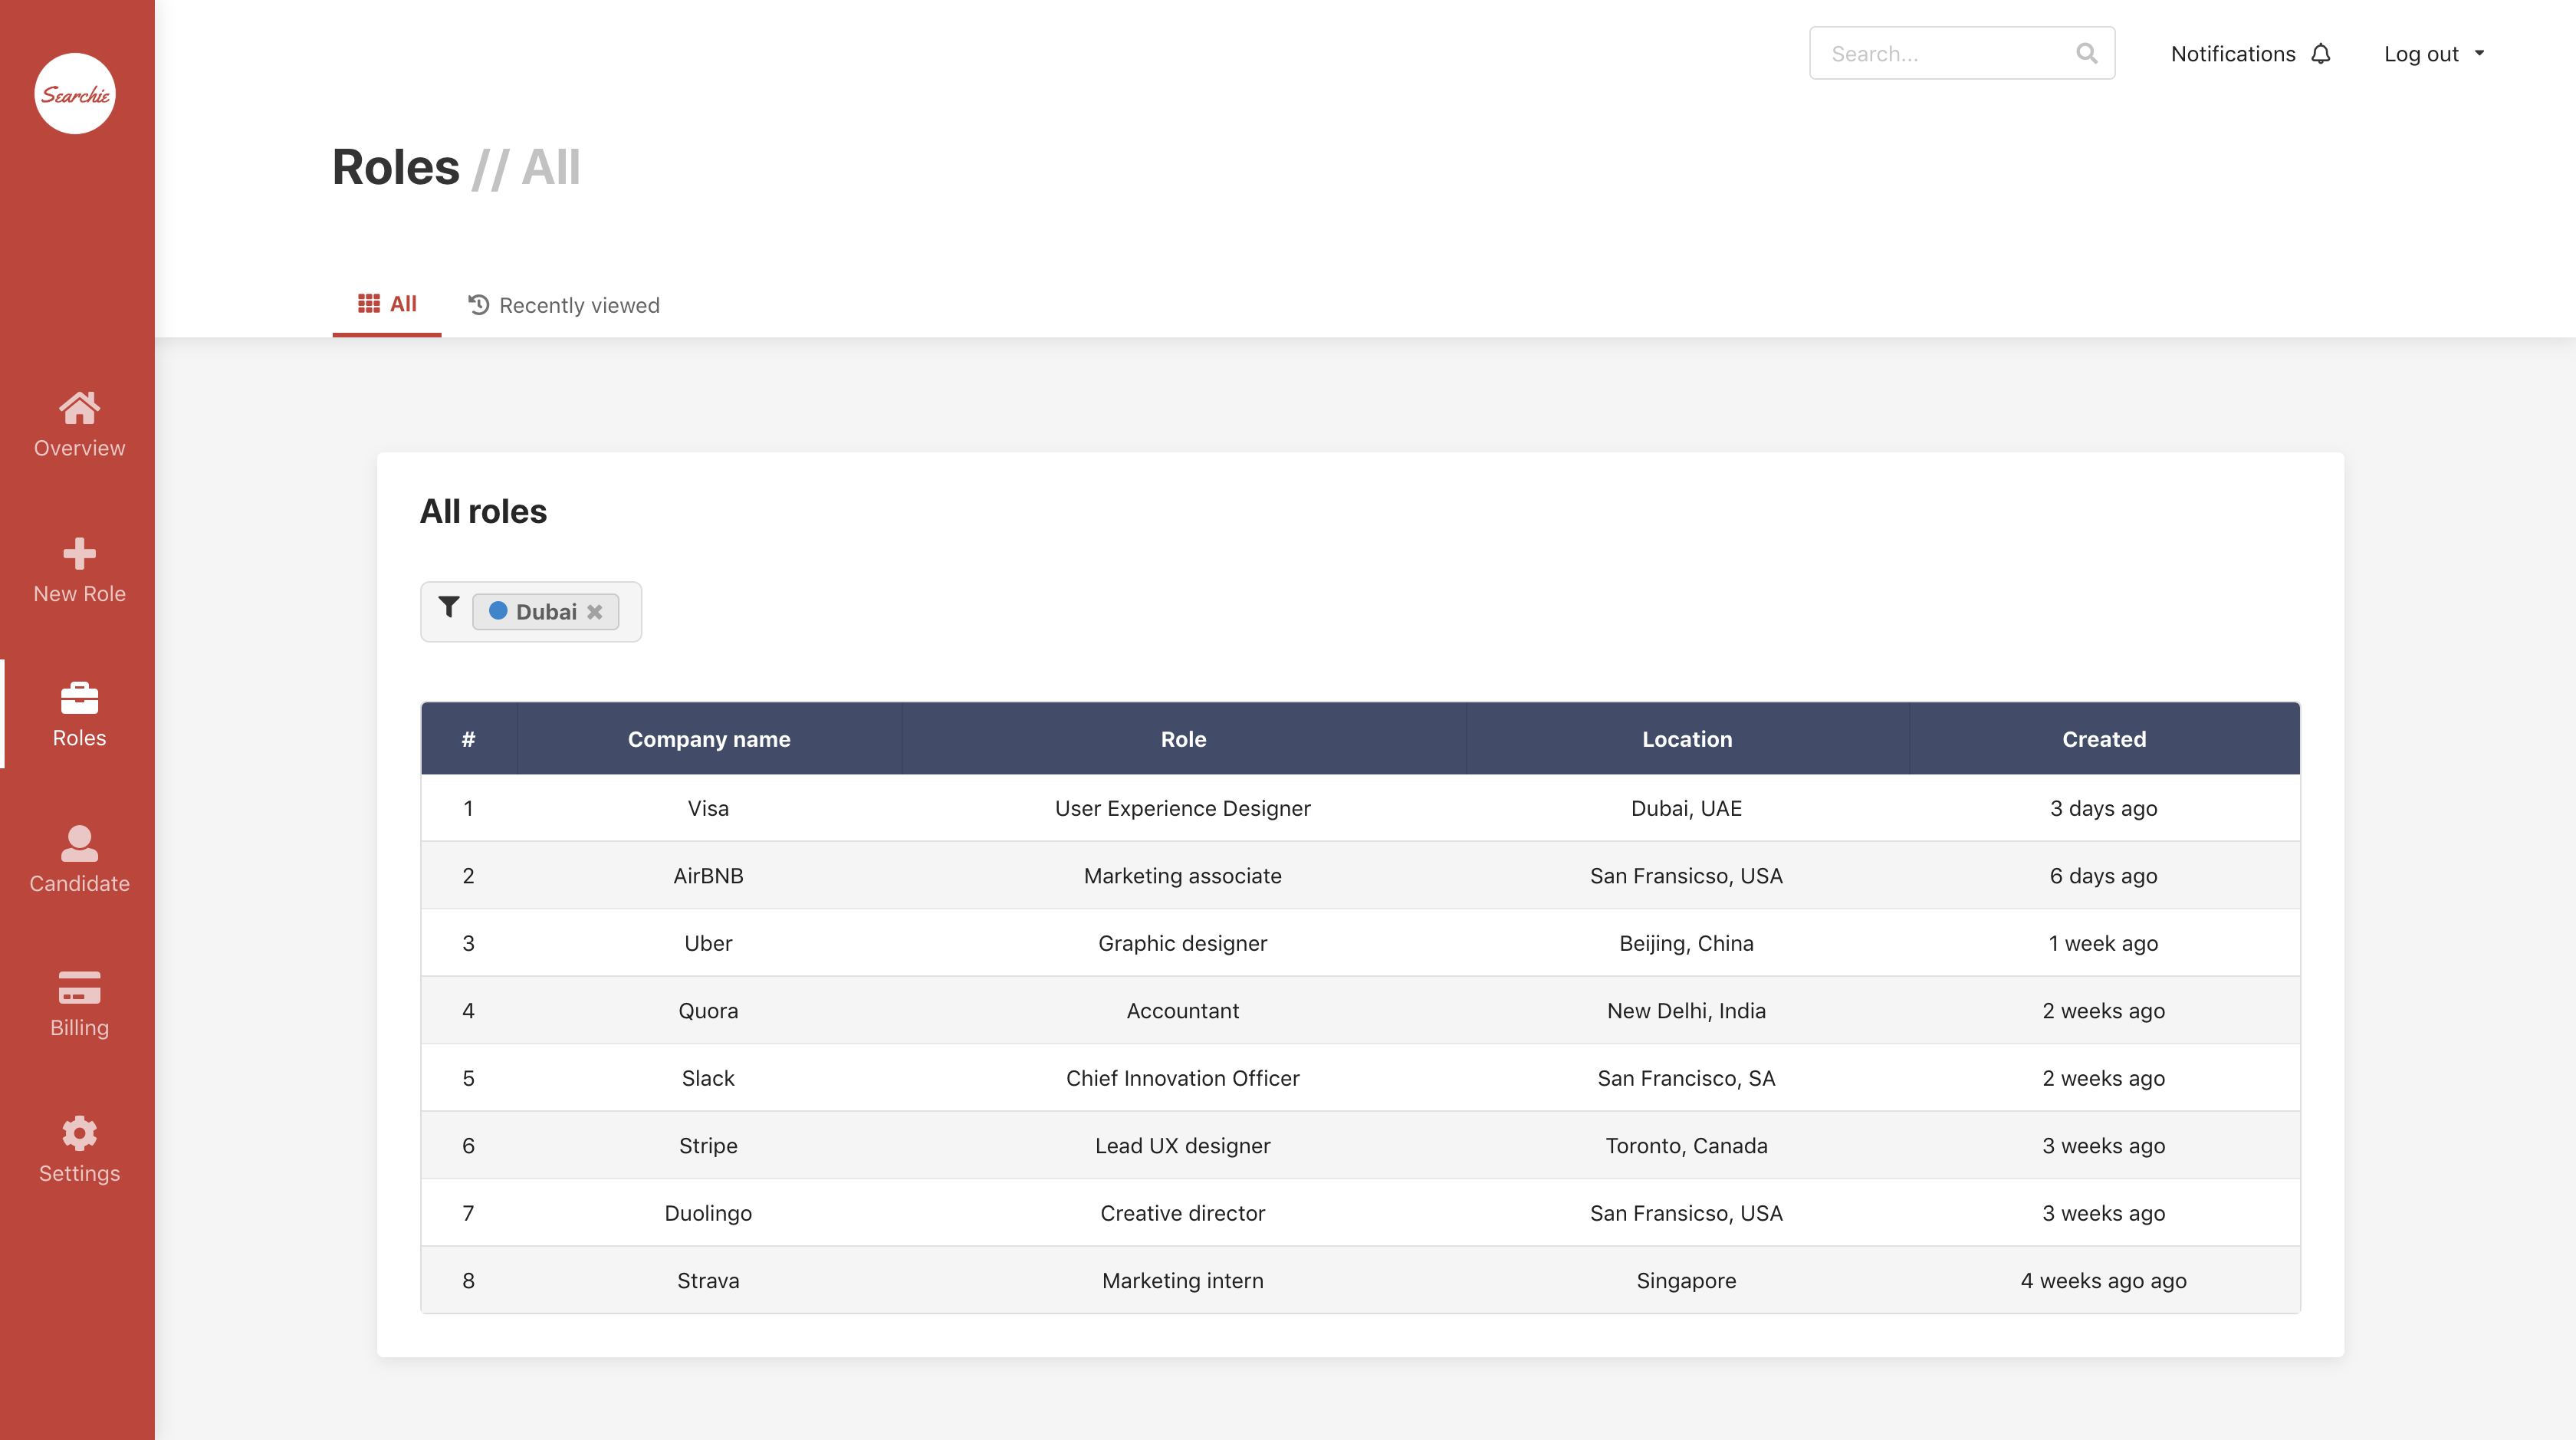 Searchie
Search...
Notifications
Log out
Roles // All
All
Recently viewed
Overview
New Role
Roles
Candidate
Billing
Settings
All roles
Dubai
# Company name Role Location Created
1 Visa User Experience Designer Dubai, UAE 3 days ago
2 AirBNB Marketing associate San Fransicso, USA 6 days ago
3 Uber Graphic designer Beijing, China 1 week ago
4 Quora Accountant New Delhi, India 2 weeks ago
5 Slack Chief Innovation Officer San Francisco, SA 2 weeks ago
6 Stripe Lead UX designer Toronto, Canada 3 weeks ago
7 Duolingo Creative director San Fransicso, USA 3 weeks ago
8 Strava Marketing intern Singapore 4 weeks ago ago